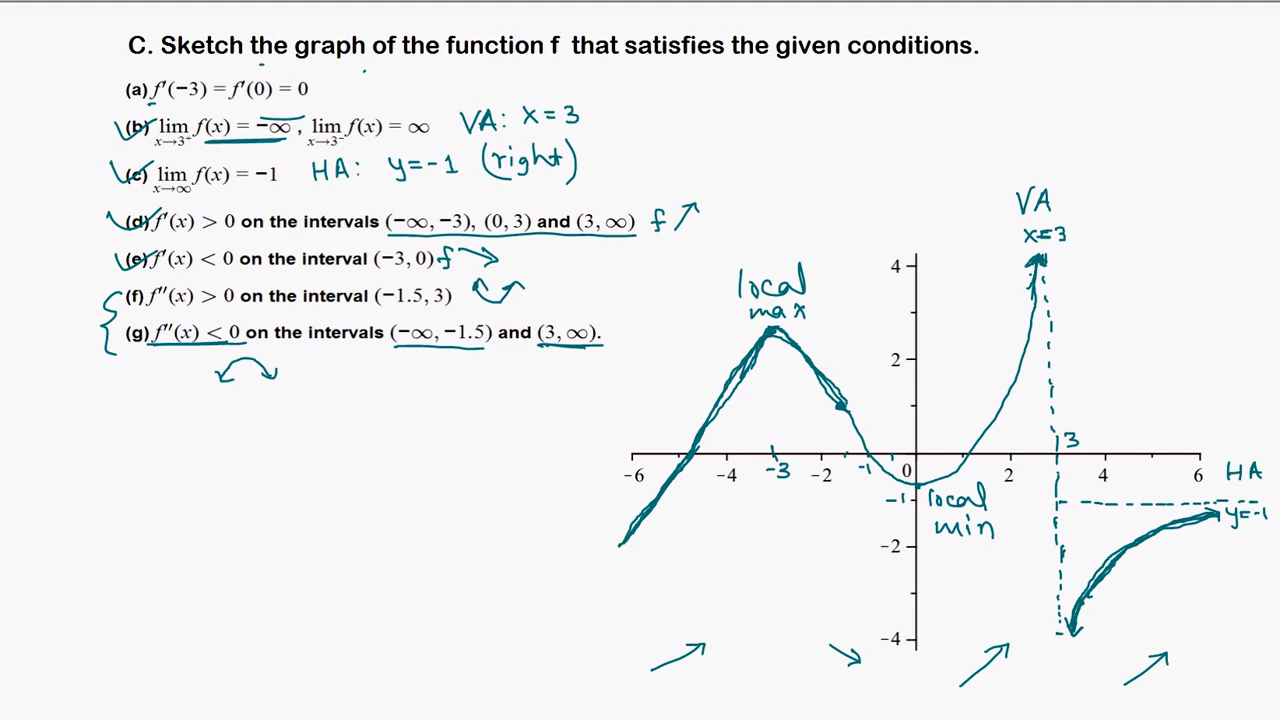 C. Sketch the graph of the function f that satisfies the given conditions.
(a) f'(−3) = f'(0) = 0
(b) lim x→3⁺ f(x) = −∞ , lim x→3⁻ f(x) = ∞ VA: x = 3
(c) lim x→∞ f(x) = −1 HA: y = −1 (right)
(d) f'(x) > 0 on the intervals (−∞, −3), (0, 3) and (3, ∞) f ↗
(e) f'(x) < 0 on the interval (−3, 0) f ↘
(f) f''(x) > 0 on the interval (−1.5, 3)
(g) f''(x) < 0 on the intervals (−∞, −1.5) and (3, ∞).
VA
x=3
local
max
4
2
3
−6 −4 −3 −2 −1 0 2 4 6 HA
−1 local
min
y=-1
−2
−4